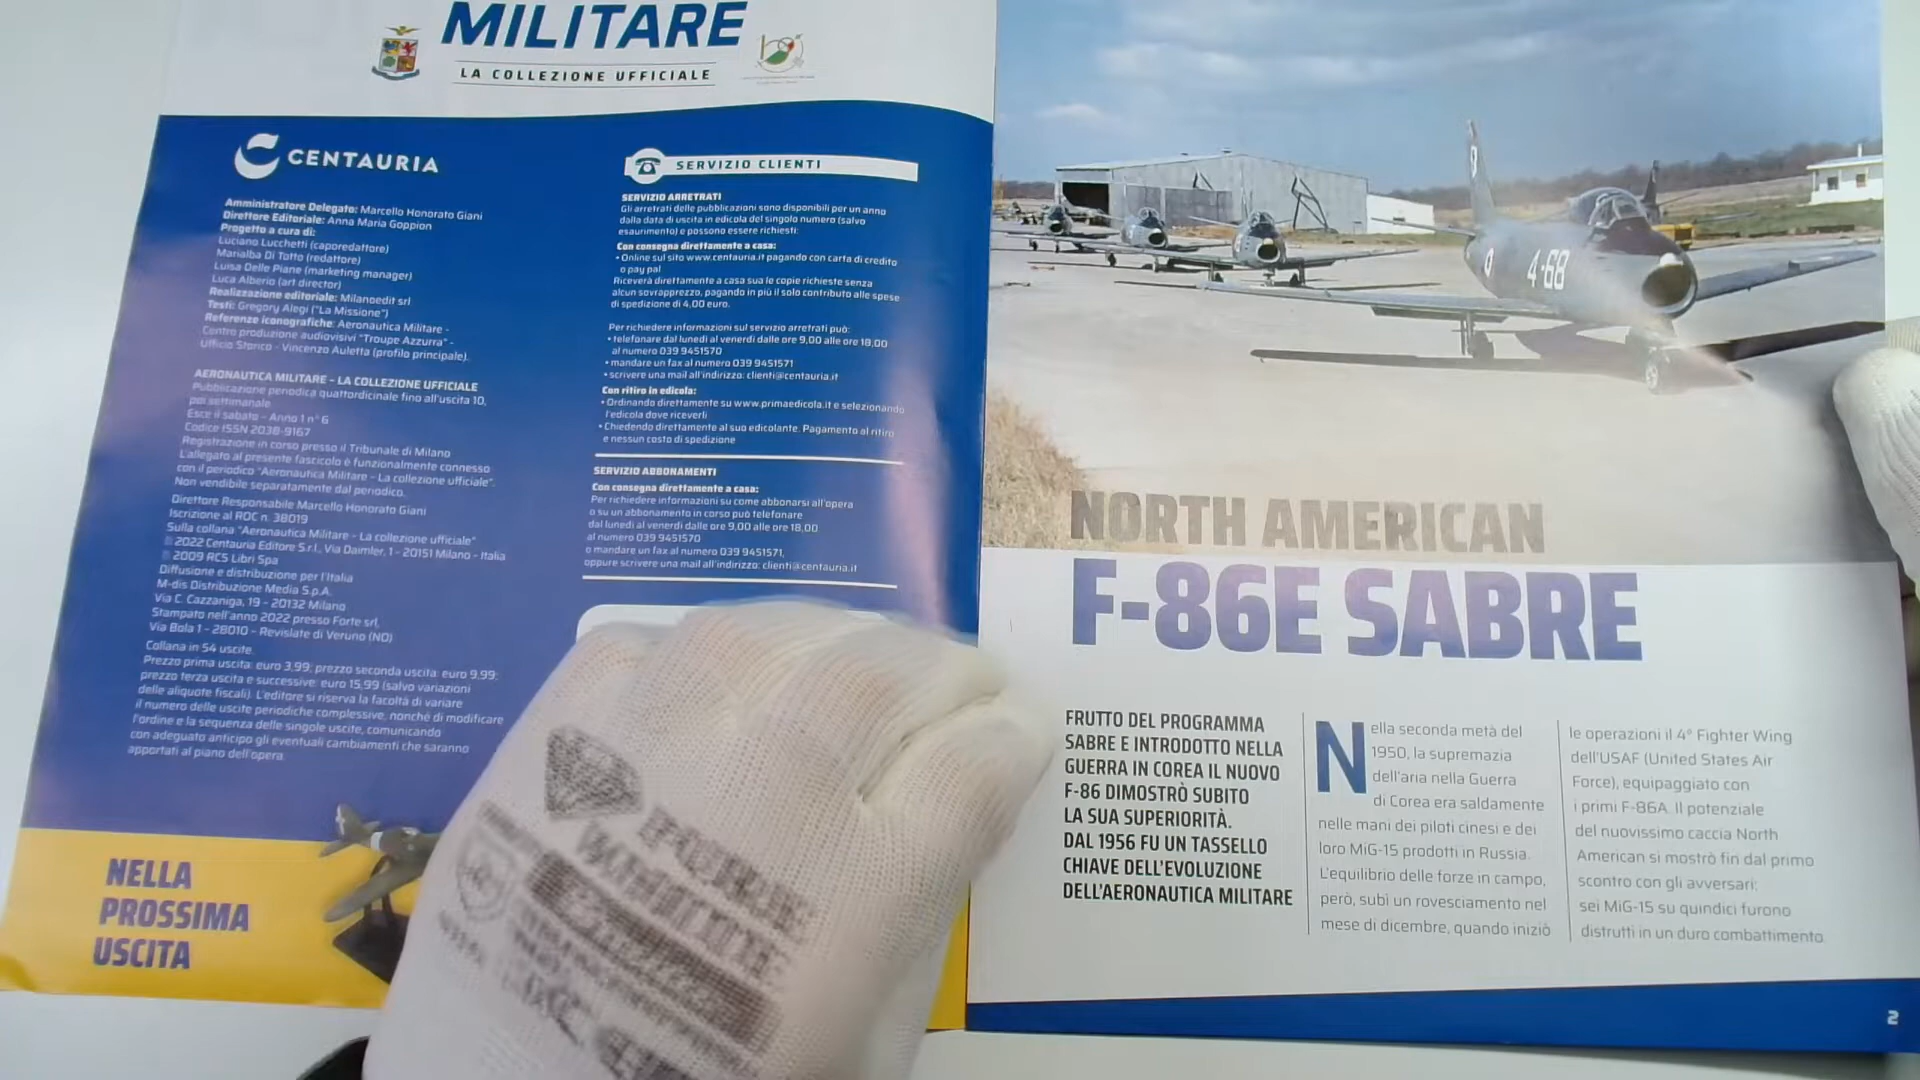 MILITARE
LA COLLEZIONE UFFICIALE
CENTAURIA
Amministratore Delegato: Marcello Honorato Giani
Direttore Editoriale: Anna Maria Goppion
Progetto a cura di:
Luciano Lucchetti (caporedattore)
Marialba Di Totto (redattore)
Luisa Delle Piane (marketing manager)
Luca Alberio (art director)
Realizzazione editoriale: Milanoedit srl
Testi: Gregory Alegi ("La Missione")
Referenze iconografiche: Aeronautica Militare -
Centro produzione audiovisivi "Troupe Azzurra" -
Ufficio Storico - Vincenzo Auletta (profilo principale).
AERONAUTICA MILITARE - LA COLLEZIONE UFFICIALE
Pubblicazione periodica quattordicinale fino all'uscita 10,
poi settimanale.
Esce il sabato - Anno 1 n° 6
Codice ISSN 2038-9167
Registrazione in corso presso il Tribunale di Milano
L'allegato al presente fascicolo è funzionalmente connesso
con il periodico "Aeronautica Militare - La collezione ufficiale".
Non vendibile separatamente dal periodico.
Direttore Responsabile Marcello Honorato Giani
Iscrizione al ROC n. 38019
Sulla collana "Aeronautica Militare - La collezione ufficiale"
2022 Centauria Editore S.r.l., Via Daimler, 1 - 20151 Milano - Italia
2009 RCS Libri Spa
Diffusione e distribuzione per l'Italia
M-dis Distribuzione Media S.p.A.
Via C. Cazzaniga, 19 - 20132 Milano
Stampato nell'anno 2022 presso Forte srl,
Via Bola 1 - 28010 - Revislate di Veruno (NO)
Collana in 54 uscite.
Prezzo prima uscita: euro 3,99; prezzo seconda uscita: euro 9,99;
prezzo terza uscita e successive: euro 15,99 (salvo variazioni
delle aliquote fiscali). L'editore si riserva la facoltà di variare
il numero delle uscite periodiche complessive, nonché di modificare
l'ordine e la sequenza delle singole uscite, comunicando
con adeguato anticipo gli eventuali cambiamenti che saranno
apportati al piano dell'opera.
SERVIZIO CLIENTI
SERVIZIO ARRETRATI
Gli arretrati delle pubblicazioni sono disponibili per un anno
dalla data di uscita in edicola del singolo numero (salvo
esaurimento) e possono essere richiesti:
Con consegna direttamente a casa:
• Online sul sito www.centauria.it pagando con carta di credito
o pay pal
Riceverà direttamente a casa sua le copie richieste senza
alcun sovrapprezzo, pagando in più il solo contributo alle spese
di spedizione di 4,00 euro.
Per richiedere informazioni sul servizio arretrati può:
• telefonare dal lunedì al venerdì dalle ore 9,00 alle ore 18,00
al numero 039 9451570
• mandare un fax al numero 039 9451571
• scrivere una mail all'indirizzo: clienti@centauria.it
Con ritiro in edicola:
• Ordinando direttamente su www.primaedicola.it e selezionando
l'edicola dove riceverli
• Chiedendo direttamente al suo edicolante. Pagamento al ritiro
e nessun costo di spedizione
SERVIZIO ABBONAMENTI
Con consegna direttamente a casa:
Per richiedere informazioni su come abbonarsi all'opera
o su un abbonamento in corso può telefonare
dal lunedì al venerdì dalle ore 9,00 alle ore 18,00
al numero 039 9451570
o mandare un fax al numero 039 9451571,
oppure scrivere una mail all'indirizzo: clienti@centauria.it
NELLA
PROSSIMA
USCITA
4-68
NORTH AMERICAN
F-86E SABRE
FRUTTO DEL PROGRAMMA
SABRE E INTRODOTTO NELLA
GUERRA IN COREA IL NUOVO
F-86 DIMOSTRÒ SUBITO
LA SUA SUPERIORITÀ.
DAL 1956 FU UN TASSELLO
CHIAVE DELL'EVOLUZIONE
DELL'AERONAUTICA MILITARE
Nella seconda metà del
1950, la supremazia
dell'aria nella Guerra
di Corea era saldamente
nelle mani dei piloti cinesi e dei
loro MiG-15 prodotti in Russia.
L'equilibrio delle forze in campo,
però, subì un rovesciamento nel
mese di dicembre, quando iniziò
le operazioni il 4° Fighter Wing
dell'USAF (United States Air
Force), equipaggiato con
i primi F-86A. Il potenziale
del nuovissimo caccia North
American si mostrò fin dal primo
scontro con gli avversari:
sei MiG-15 su quindici furono
distrutti in un duro combattimento
2